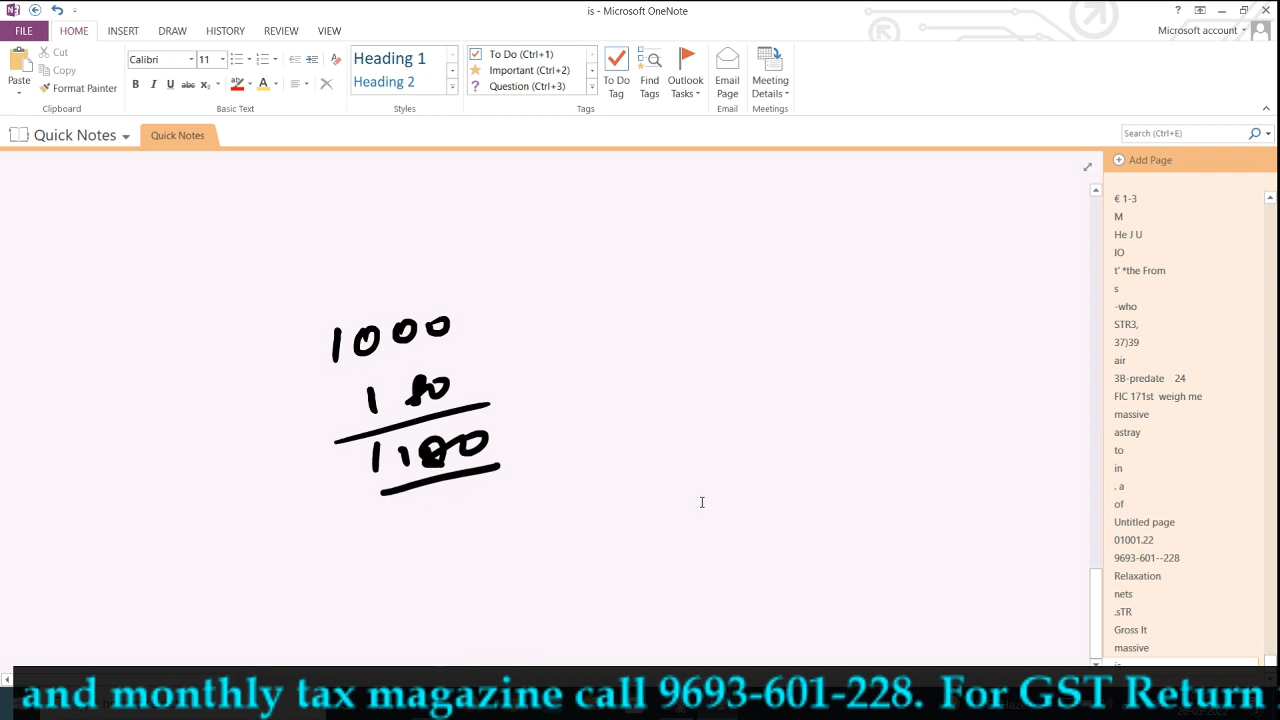 is - Microsoft OneNote
?
FILE HOME INSERT DRAW HISTORY REVIEW VIEW
Microsoft account
Paste
Cut
Copy
Format Painter
Clipboard
Calibri 11
B I U abc X₂ A
Basic Text
Heading 1
Heading 2
Styles
To Do (Ctrl+1)
Important (Ctrl+2)
? Question (Ctrl+3)
To Do
Tag
Find
Tags
Outlook
Tasks
Tags
Email
Page
Email
Meeting
Details
Meetings
Quick Notes
Quick Notes
Search (Ctrl+E)
Add Page
1000
180
1180
€ 1-3
M
He J U
IO
t' *the From
s
-who
STR3,
37)39
air
3B-predate 24
FIC 171st weigh me
massive
astray
to
in
. a
of
Untitled page
01001.22
9693-601--228
Relaxation
nets
.sTR
Gross It
massive
is
and monthly tax magazine call 9693-601-228. For GST Return